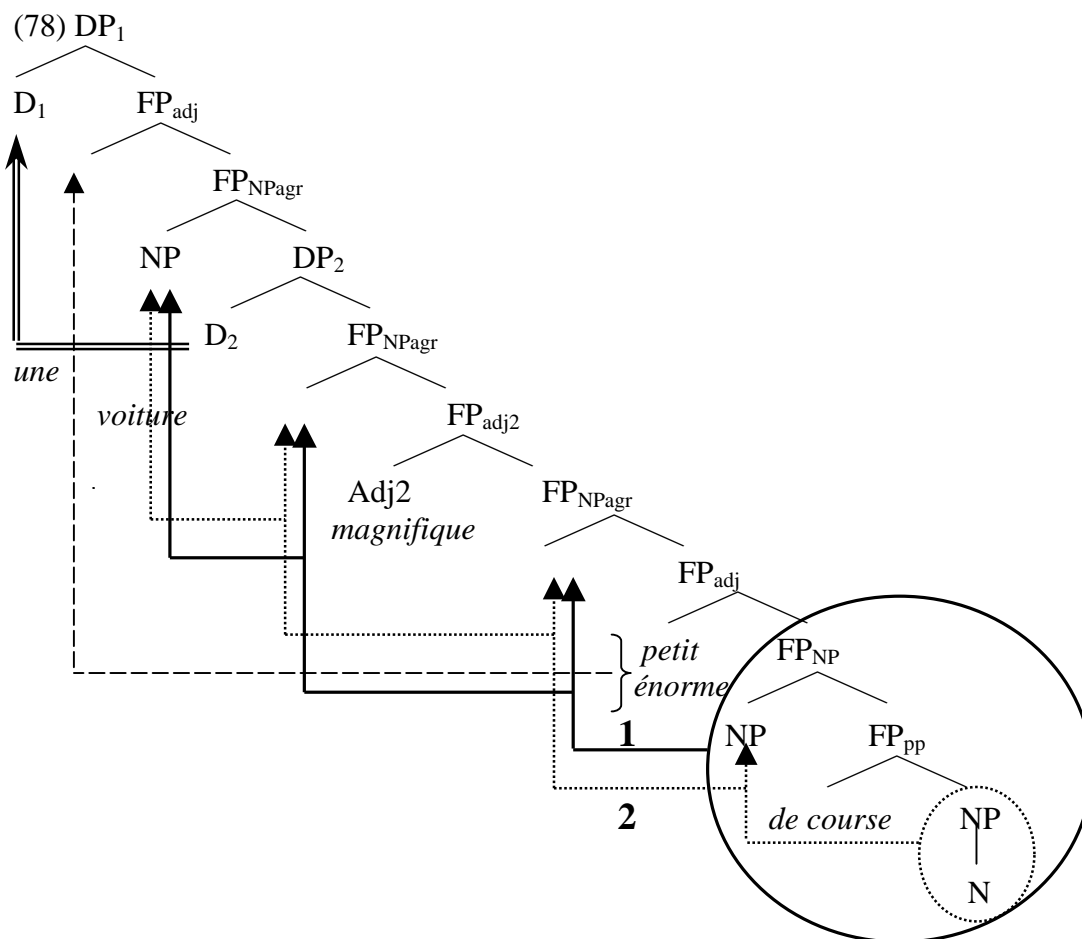 (78) DP1
D1 FPadj
FPNPagr
NP DP2
D2 FPNPagr
une
voiture FPadj2
Adj2 FPNPagr
magnifique
FPadj
petit FPNP
énorme
1 NP FPpp
2 de course NP
N